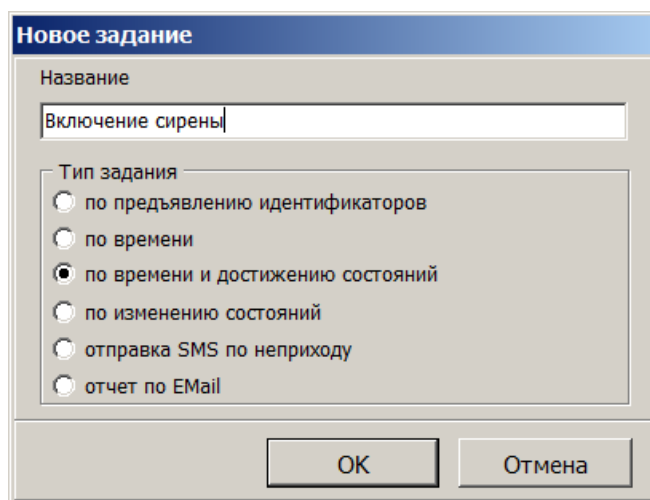 Новое задание
Название
Включение сирены
Тип задания
по предъявлению идентификаторов
по времени
по времени и достижению состояний
по изменению состояний
отправка SMS по неприходу
отчет по EMail
OK Отмена